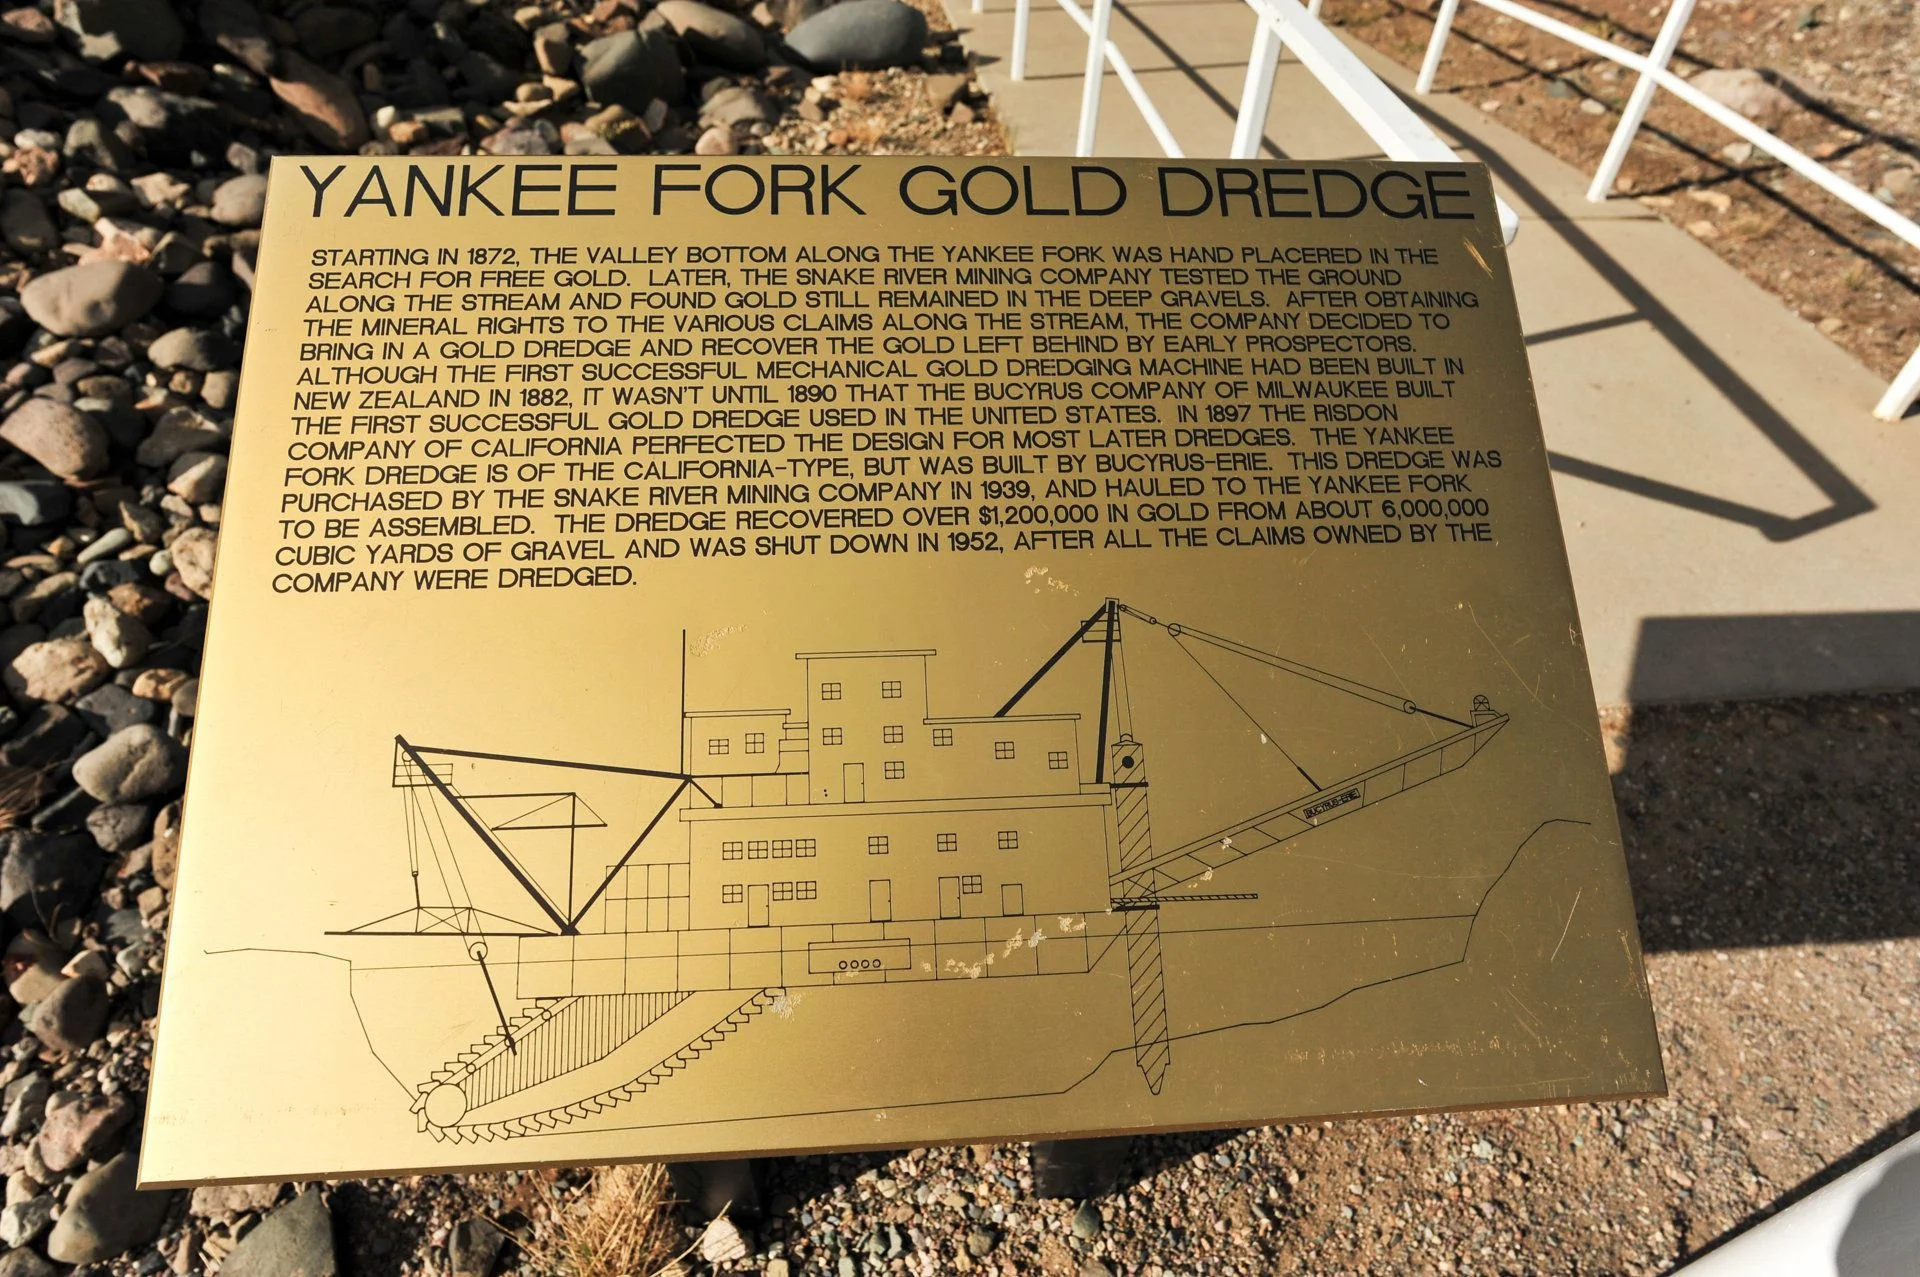 YANKEE FORK GOLD DREDGE
STARTING IN 1872, THE VALLEY BOTTOM ALONG THE YANKEE FORK WAS HAND PLACERED IN THE
SEARCH FOR FREE GOLD. LATER, THE SNAKE RIVER MINING COMPANY TESTED THE GROUND
ALONG THE STREAM AND FOUND GOLD STILL REMAINED IN THE DEEP GRAVELS. AFTER OBTAINING
THE MINERAL RIGHTS TO THE VARIOUS CLAIMS ALONG THE STREAM, THE COMPANY DECIDED TO
BRING IN A GOLD DREDGE AND RECOVER THE GOLD LEFT BEHIND BY EARLY PROSPECTORS.
ALTHOUGH THE FIRST SUCCESSFUL MECHANICAL GOLD DREDGING MACHINE HAD BEEN BUILT IN
NEW ZEALAND IN 1882, IT WASN'T UNTIL 1890 THAT THE BUCYRUS COMPANY OF MILWAUKEE BUILT
THE FIRST SUCCESSFUL GOLD DREDGE USED IN THE UNITED STATES. IN 1897 THE RISDON
COMPANY OF CALIFORNIA PERFECTED THE DESIGN FOR MOST LATER DREDGES. THE YANKEE
FORK DREDGE IS OF THE CALIFORNIA-TYPE, BUT WAS BUILT BY BUCYRUS-ERIE. THIS DREDGE WAS
PURCHASED BY THE SNAKE RIVER MINING COMPANY IN 1939, AND HAULED TO THE YANKEE FORK
TO BE ASSEMBLED. THE DREDGE RECOVERED OVER $1,200,000 IN GOLD FROM ABOUT 6,000,000
CUBIC YARDS OF GRAVEL AND WAS SHUT DOWN IN 1952, AFTER ALL THE CLAIMS OWNED BY THE
COMPANY WERE DREDGED.
BUCYRUS-ERIE